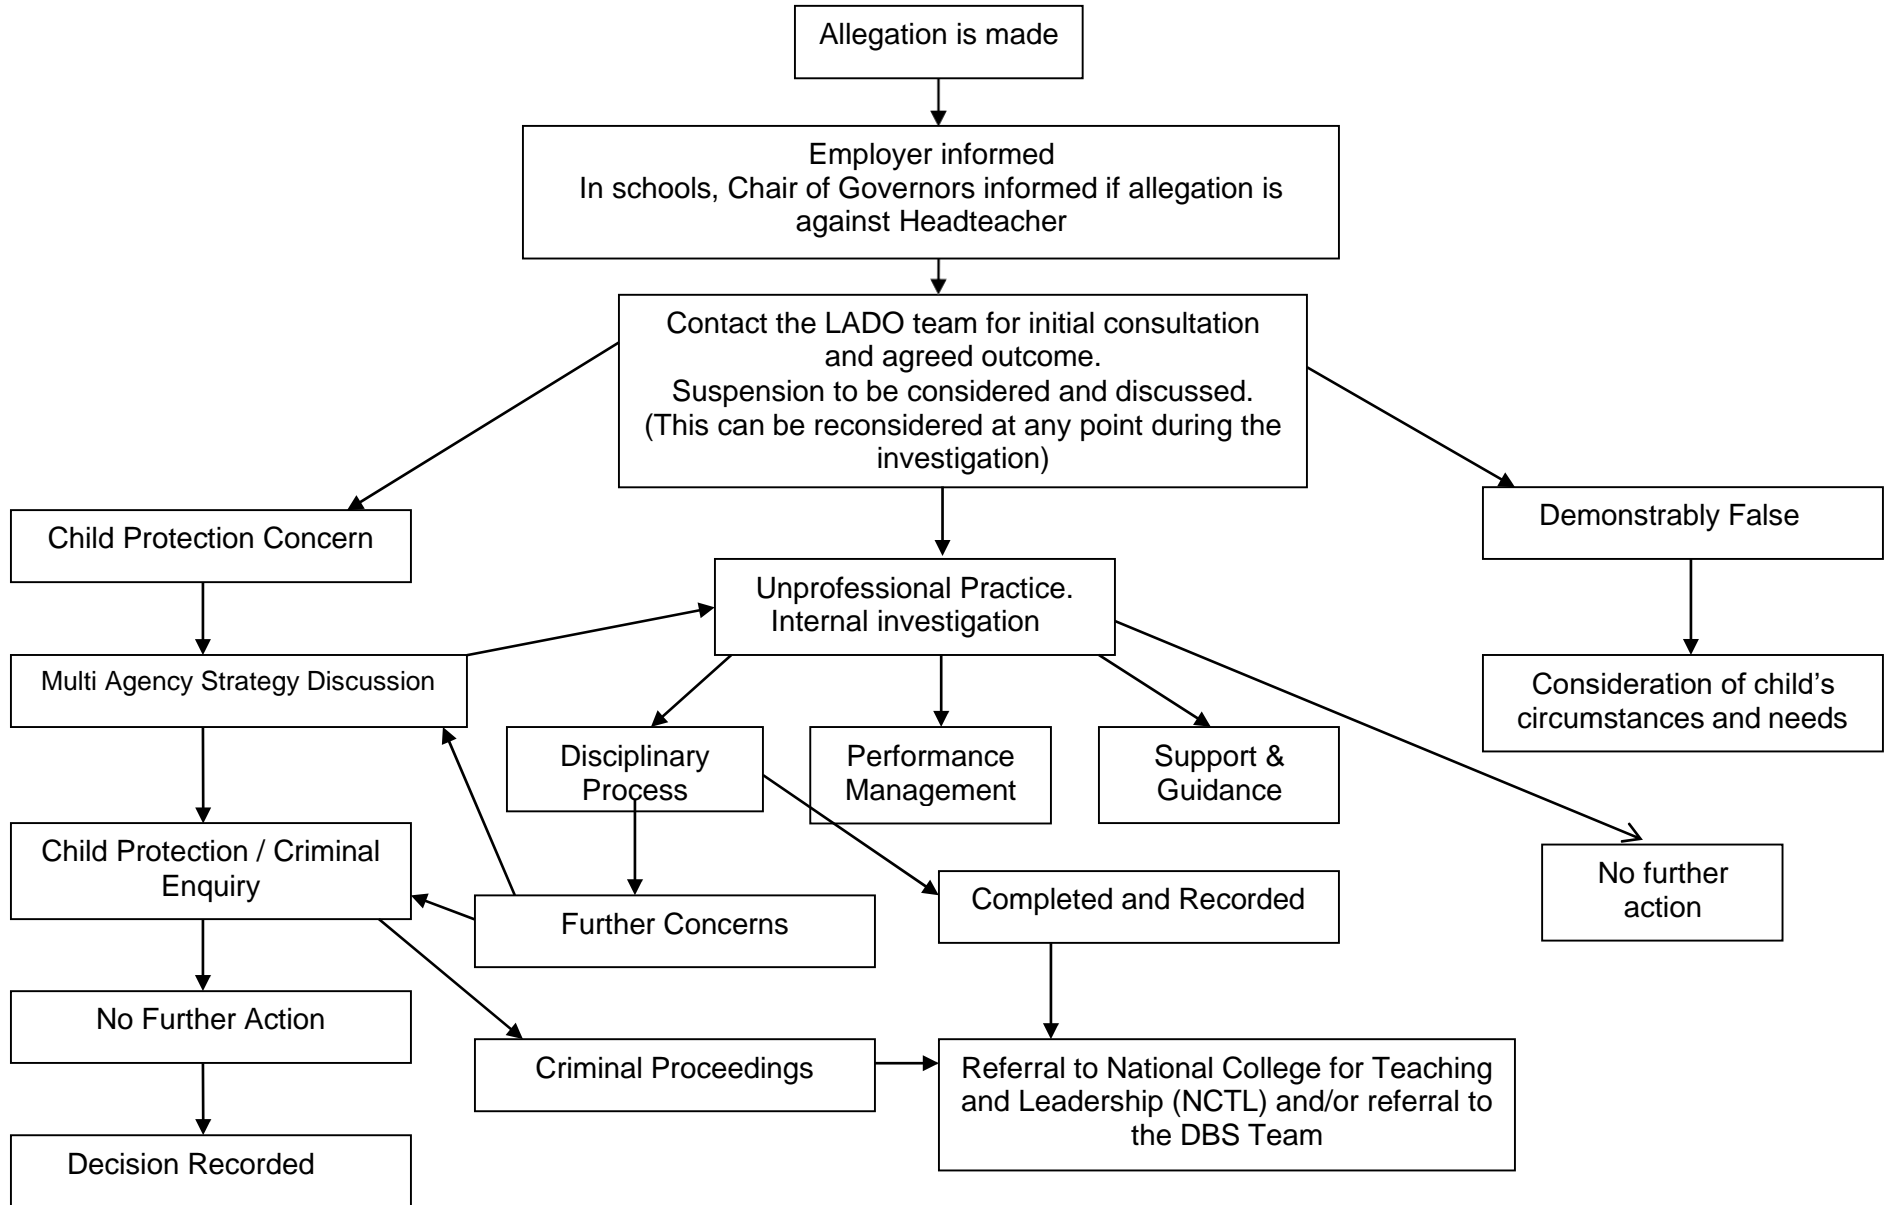 Allegation is made
Employer informed
In schools, Chair of Governors informed if allegation is
against Headteacher
Contact the LADO team for initial consultation
and agreed outcome.
Suspension to be considered and discussed.
(This can be reconsidered at any point during the
investigation)
Child Protection Concern
Demonstrably False
Unprofessional Practice.
Internal investigation
Multi Agency Strategy Discussion
Consideration of child’s
circumstances and needs
Disciplinary
Process
Performance
Management
Support &
Guidance
Child Protection / Criminal
Enquiry
Further Concerns
Completed and Recorded
No further
action
No Further Action
Criminal Proceedings
Referral to National College for Teaching
and Leadership (NCTL) and/or referral to
the DBS Team
Decision Recorded